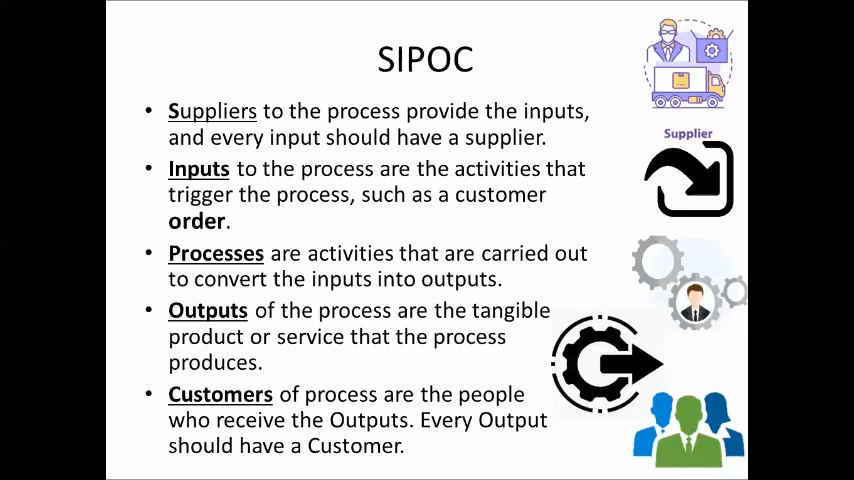 SIPOC
• Suppliers to the process provide the inputs,
and every input should have a supplier.
• Inputs to the process are the activities that
trigger the process, such as a customer
order.
• Processes are activities that are carried out
to convert the inputs into outputs.
• Outputs of the process are the tangible
product or service that the process
produces.
• Customers of process are the people
who receive the Outputs. Every Output
should have a Customer.
Supplier